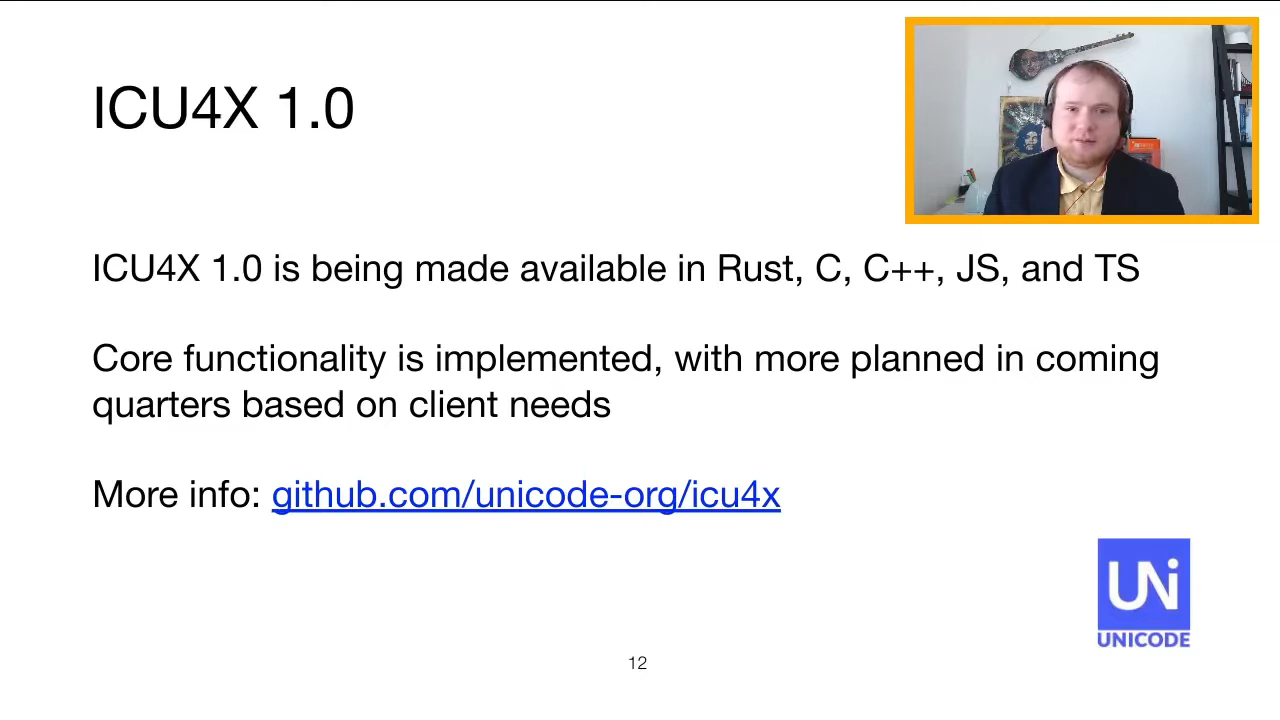 ICU4X 1.0
ICU4X 1.0 is being made available in Rust, C, C++, JS, and TS
Core functionality is implemented, with more planned in coming
quarters based on client needs
More info: github.com/unicode-org/icu4x
UNi
UNICODE
12